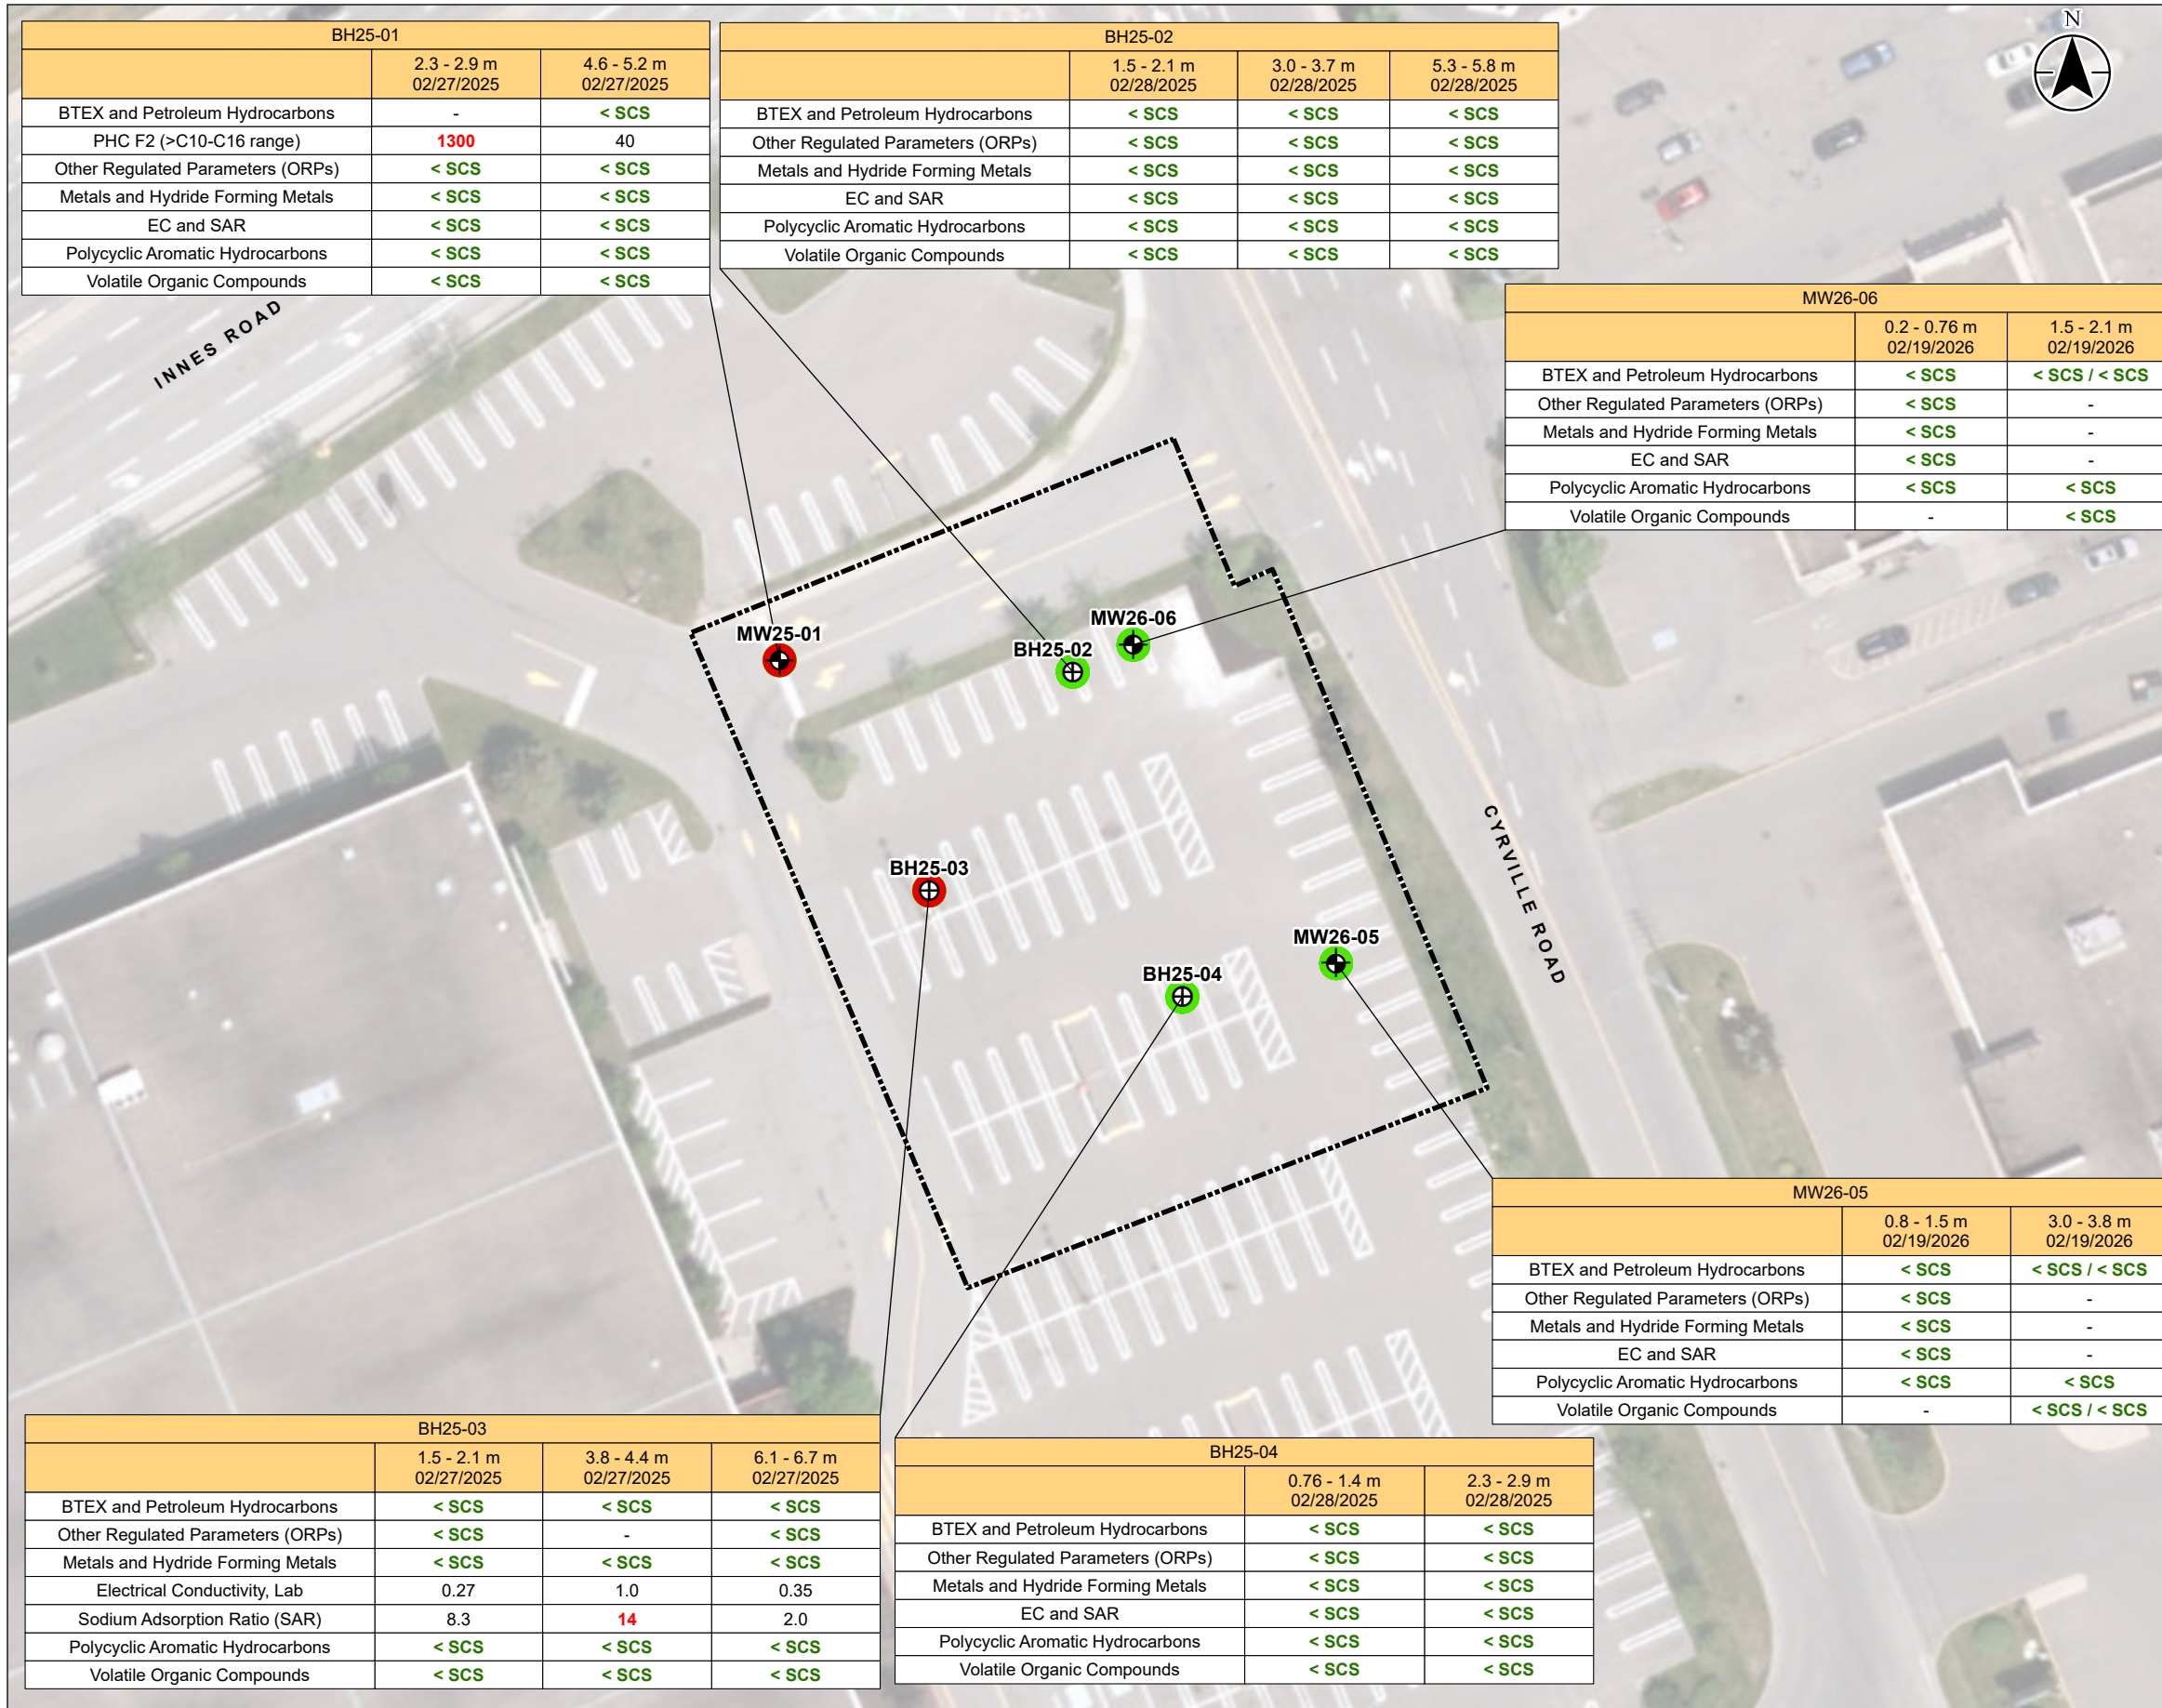 BH25-01
2.3 - 2.9 m 4.6 - 5.2 m
02/27/2025 02/27/2025
BTEX and Petroleum Hydrocarbons - < SCS
PHC F2 (>C10-C16 range) 1300 40
Other Regulated Parameters (ORPs) < SCS < SCS
Metals and Hydride Forming Metals < SCS < SCS
EC and SAR < SCS < SCS
Polycyclic Aromatic Hydrocarbons < SCS < SCS
Volatile Organic Compounds < SCS < SCS
BH25-02
1.5 - 2.1 m 3.0 - 3.7 m 5.3 - 5.8 m
02/28/2025 02/28/2025 02/28/2025
BTEX and Petroleum Hydrocarbons < SCS < SCS < SCS
Other Regulated Parameters (ORPs) < SCS < SCS < SCS
Metals and Hydride Forming Metals < SCS < SCS < SCS
EC and SAR < SCS < SCS < SCS
Polycyclic Aromatic Hydrocarbons < SCS < SCS < SCS
Volatile Organic Compounds < SCS < SCS < SCS
N
MW26-06
0.2 - 0.76 m 1.5 - 2.1 m
02/19/2026 02/19/2026
BTEX and Petroleum Hydrocarbons < SCS < SCS / < SCS
Other Regulated Parameters (ORPs) < SCS -
Metals and Hydride Forming Metals < SCS -
EC and SAR < SCS -
Polycyclic Aromatic Hydrocarbons < SCS < SCS
Volatile Organic Compounds - < SCS
INNES ROAD
MW25-01
BH25-02
MW26-06
BH25-03
MW26-05
BH25-04
CYRVILLE ROAD
MW26-05
0.8 - 1.5 m 3.0 - 3.8 m
02/19/2026 02/19/2026
BTEX and Petroleum Hydrocarbons < SCS < SCS / < SCS
Other Regulated Parameters (ORPs) < SCS -
Metals and Hydride Forming Metals < SCS -
EC and SAR < SCS -
Polycyclic Aromatic Hydrocarbons < SCS < SCS
Volatile Organic Compounds - < SCS / < SCS
BH25-03
1.5 - 2.1 m 3.8 - 4.4 m 6.1 - 6.7 m
02/27/2025 02/27/2025 02/27/2025
BTEX and Petroleum Hydrocarbons < SCS < SCS < SCS
Other Regulated Parameters (ORPs) < SCS - < SCS
Metals and Hydride Forming Metals < SCS < SCS < SCS
Electrical Conductivity, Lab 0.27 1.0 0.35
Sodium Adsorption Ratio (SAR) 8.3 14 2.0
Polycyclic Aromatic Hydrocarbons < SCS < SCS < SCS
Volatile Organic Compounds < SCS < SCS < SCS
BH25-04
0.76 - 1.4 m 2.3 - 2.9 m
02/28/2025 02/28/2025
BTEX and Petroleum Hydrocarbons < SCS < SCS
Other Regulated Parameters (ORPs) < SCS < SCS
Metals and Hydride Forming Metals < SCS < SCS
EC and SAR < SCS < SCS
Polycyclic Aromatic Hydrocarbons < SCS < SCS
Volatile Organic Compounds < SCS < SCS